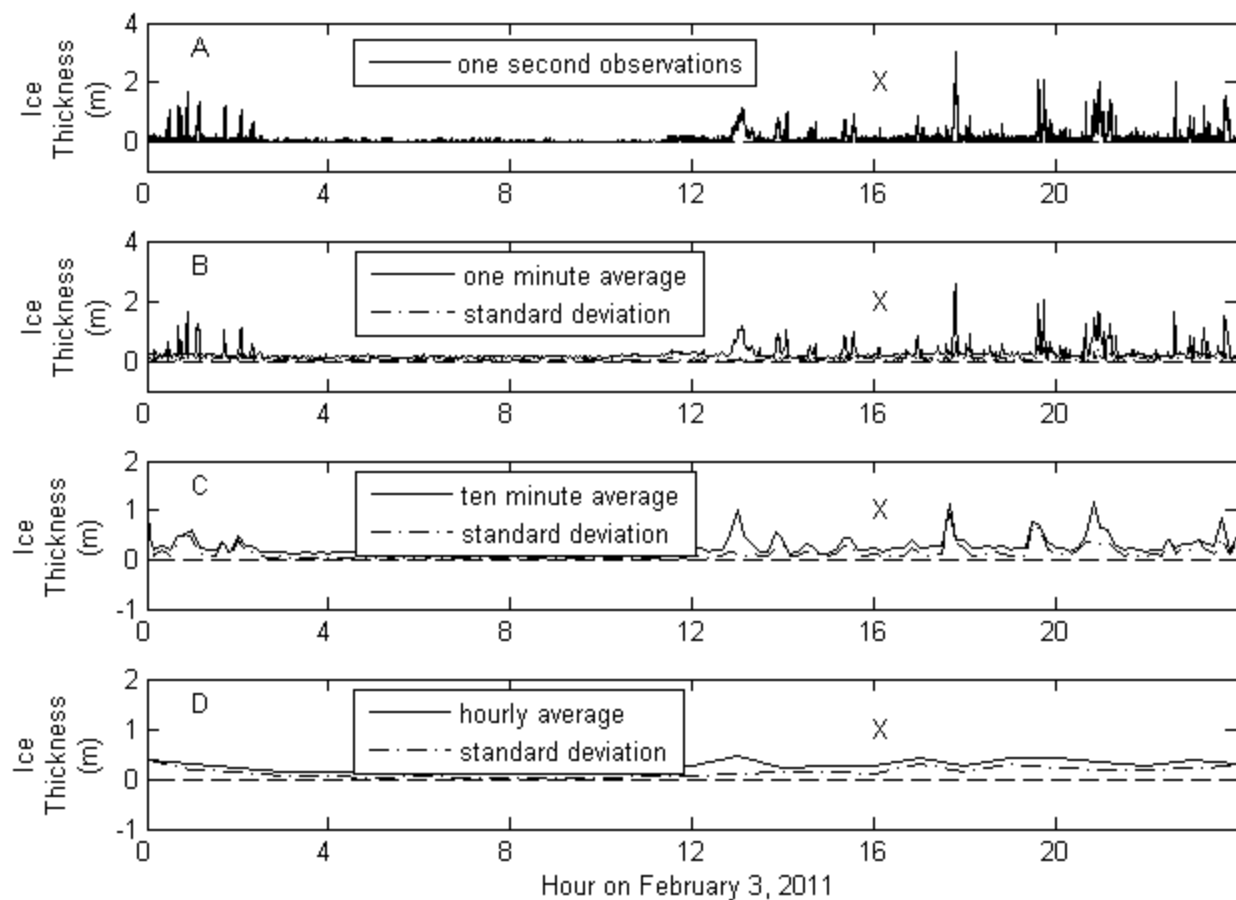 A
one second observations
X
Ice
Thickness
(m)
4
2
0
0
4
8
12
16
20
B
one minute average
standard deviation
X
Ice
Thickness
(m)
4
2
0
0
4
8
12
16
20
C
ten minute average
standard deviation
X
Ice
Thickness
(m)
2
1
0
-1
0
4
8
12
16
20
D
hourly average
standard deviation
X
Ice
Thickness
(m)
2
1
0
-1
0
4
8
12
16
20
Hour on February 3, 2011